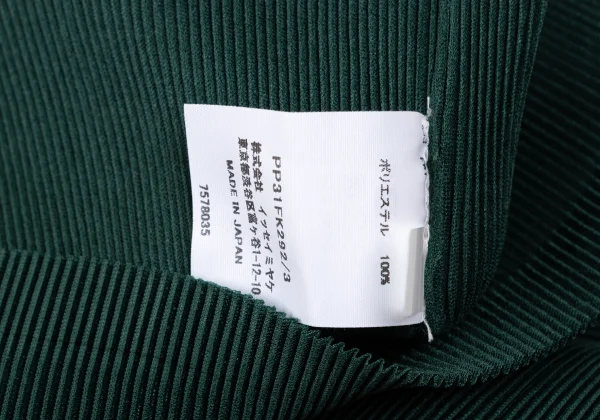 ポリエステル 100%
PP31FK292/3
株式会社 イッセイミヤケ
東京都渋谷区富ヶ谷1-12-10
MADE IN JAPAN
7578035